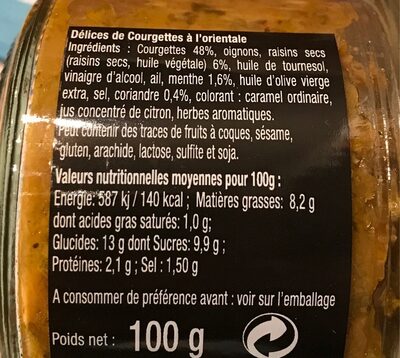 Délices de Courgettes à l'orientale
Ingrédients : Courgettes 48%, oignons, raisins secs
(raisins secs, huile végétale) 6%, huile de tournesol,
vinaigre d'alcool, ail, menthe 1,6%, huile d'olive vierge
extra, sel, coriandre 0,4%, colorant : caramel ordinaire,
jus concentré de citron, herbes aromatiques.
Peut contenir des traces de fruits à coques, sésame,
gluten, arachide, lactose, sulfite et soja.
Valeurs nutritionnelles moyennes pour 100g :
Energie: 587 kj / 140 kcal ; Matières grasses: 8,2 g
dont acides gras saturés: 1,0 g ;
Glucides: 13 g dont Sucres: 9,9 g ;
Protéines: 2,1 g ; Sel : 1,50 g
A consommer de préférence avant : voir sur l'emballage
Poids net : 100 g